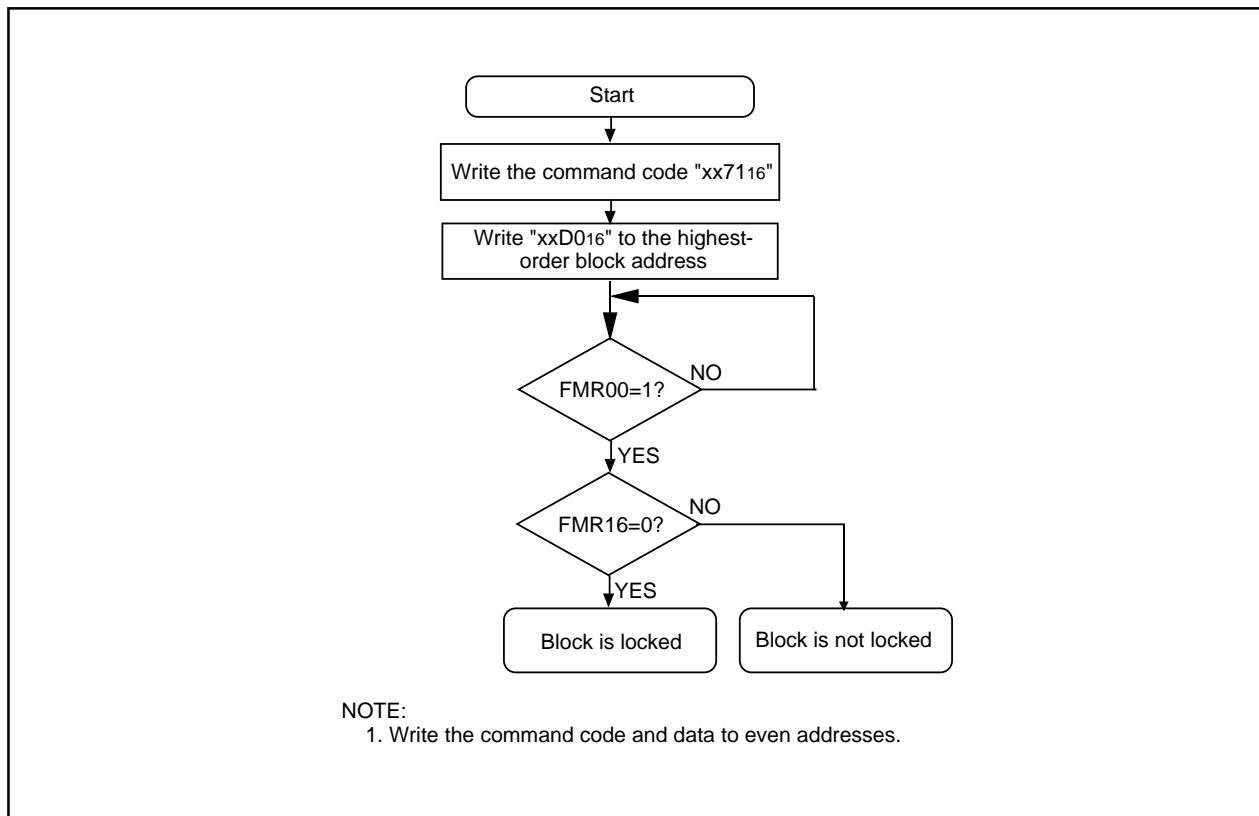 Start
Write the command code "xx7116"
Write "xxD016" to the highest-
order block address
FMR00=1?
NO
YES
FMR16=0?
NO
YES
Block is locked
Block is not locked
NOTE:
1. Write the command code and data to even addresses.